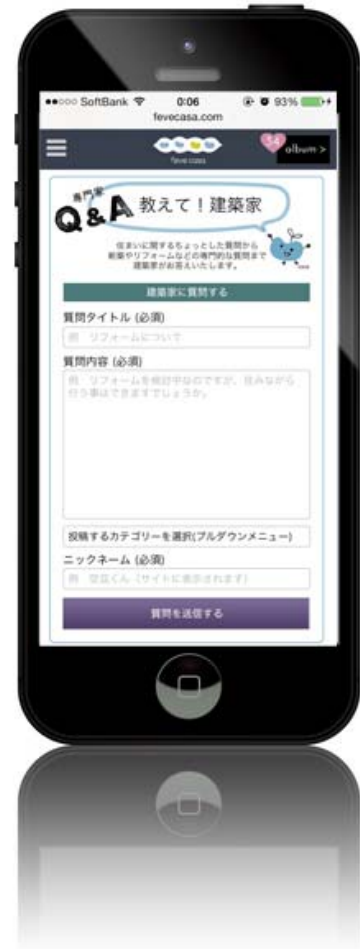 SoftBank 0:06 93%
fevecasa.com
feve casa
54
album >
専門家
Q&A 教えて！建築家
住まいに関するちょっとした質問から
新築やリフォームなどの専門的な質問まで
建築家がお答えいたします。
建築家に質問する
質問タイトル (必須)
例 リフォームについて
質問内容 (必須)
例 リフォームを検討中なのですが、住みながら
行う事はできますでしょうか。
投稿するカテゴリーを選択(プルダウンメニュー)
ニックネーム (必須)
例 空豆くん (サイトに表示されます)
質問を送信する